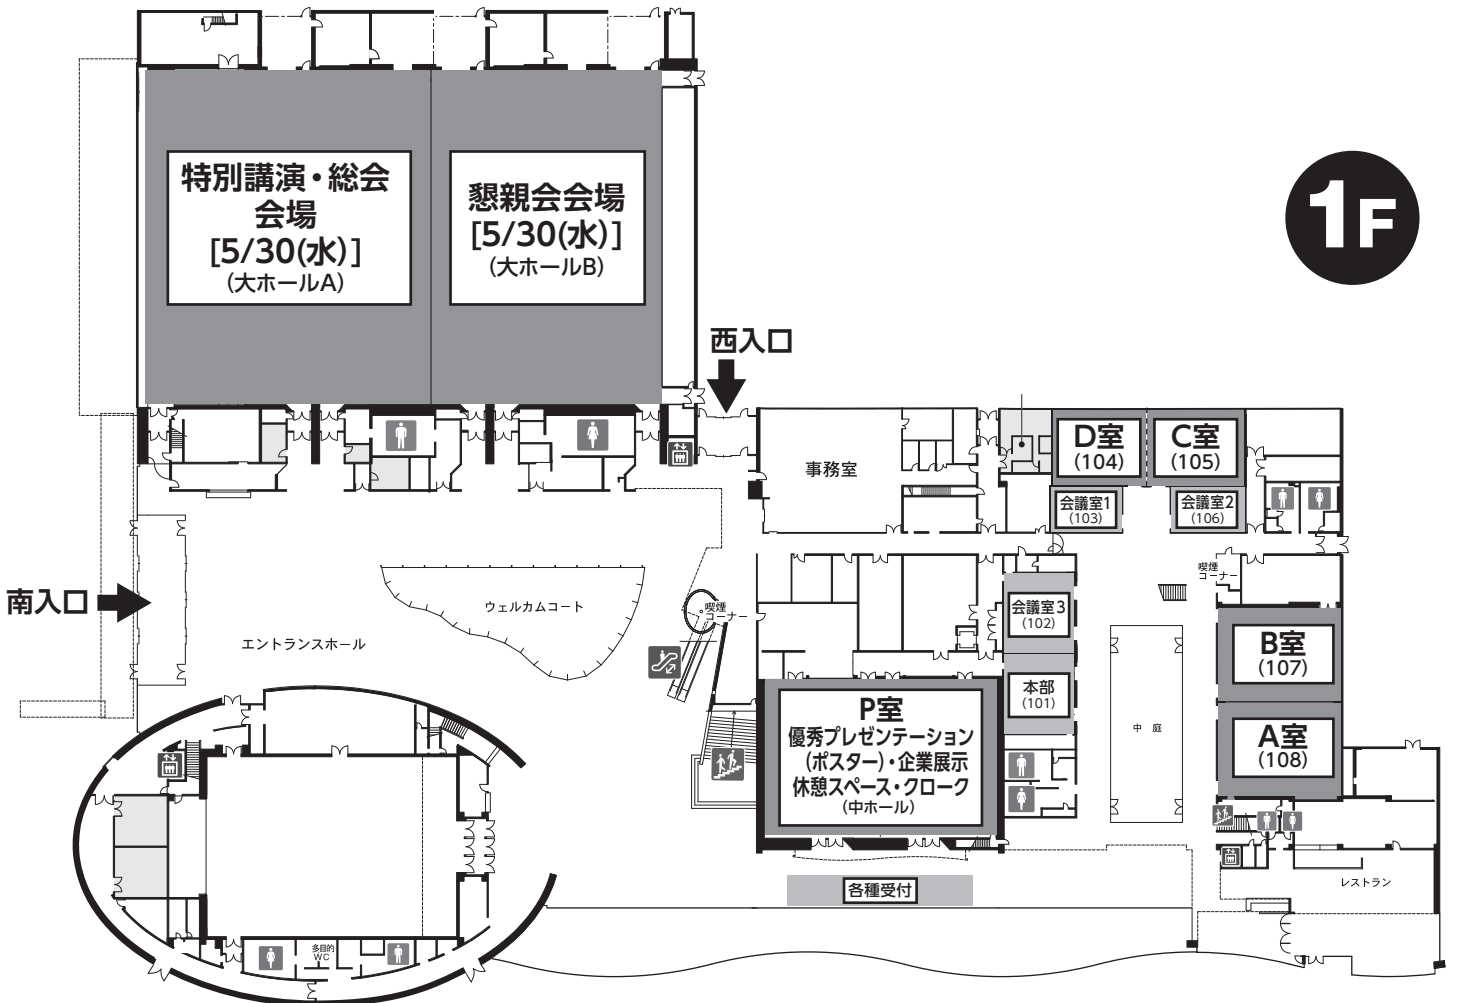 1F
特別講演・総会
会場
[5/30(水)]
(大ホールA)
懇親会会場
[5/30(水)]
(大ホールB)
西入口
事務室
D室
(104)
C室
(105)
会議室1
(103)
会議室2
(106)
喫煙
コーナー
南入口
ウェルカムコート
エントランスホール
喫煙
コーナー
会議室3
(102)
本部
(101)
B室
(107)
A室
(108)
中庭
P室
優秀プレゼンテーション
(ポスター)・企業展示
休憩スペース・クローク
(中ホール)
各種受付
レストラン
多目的
WC